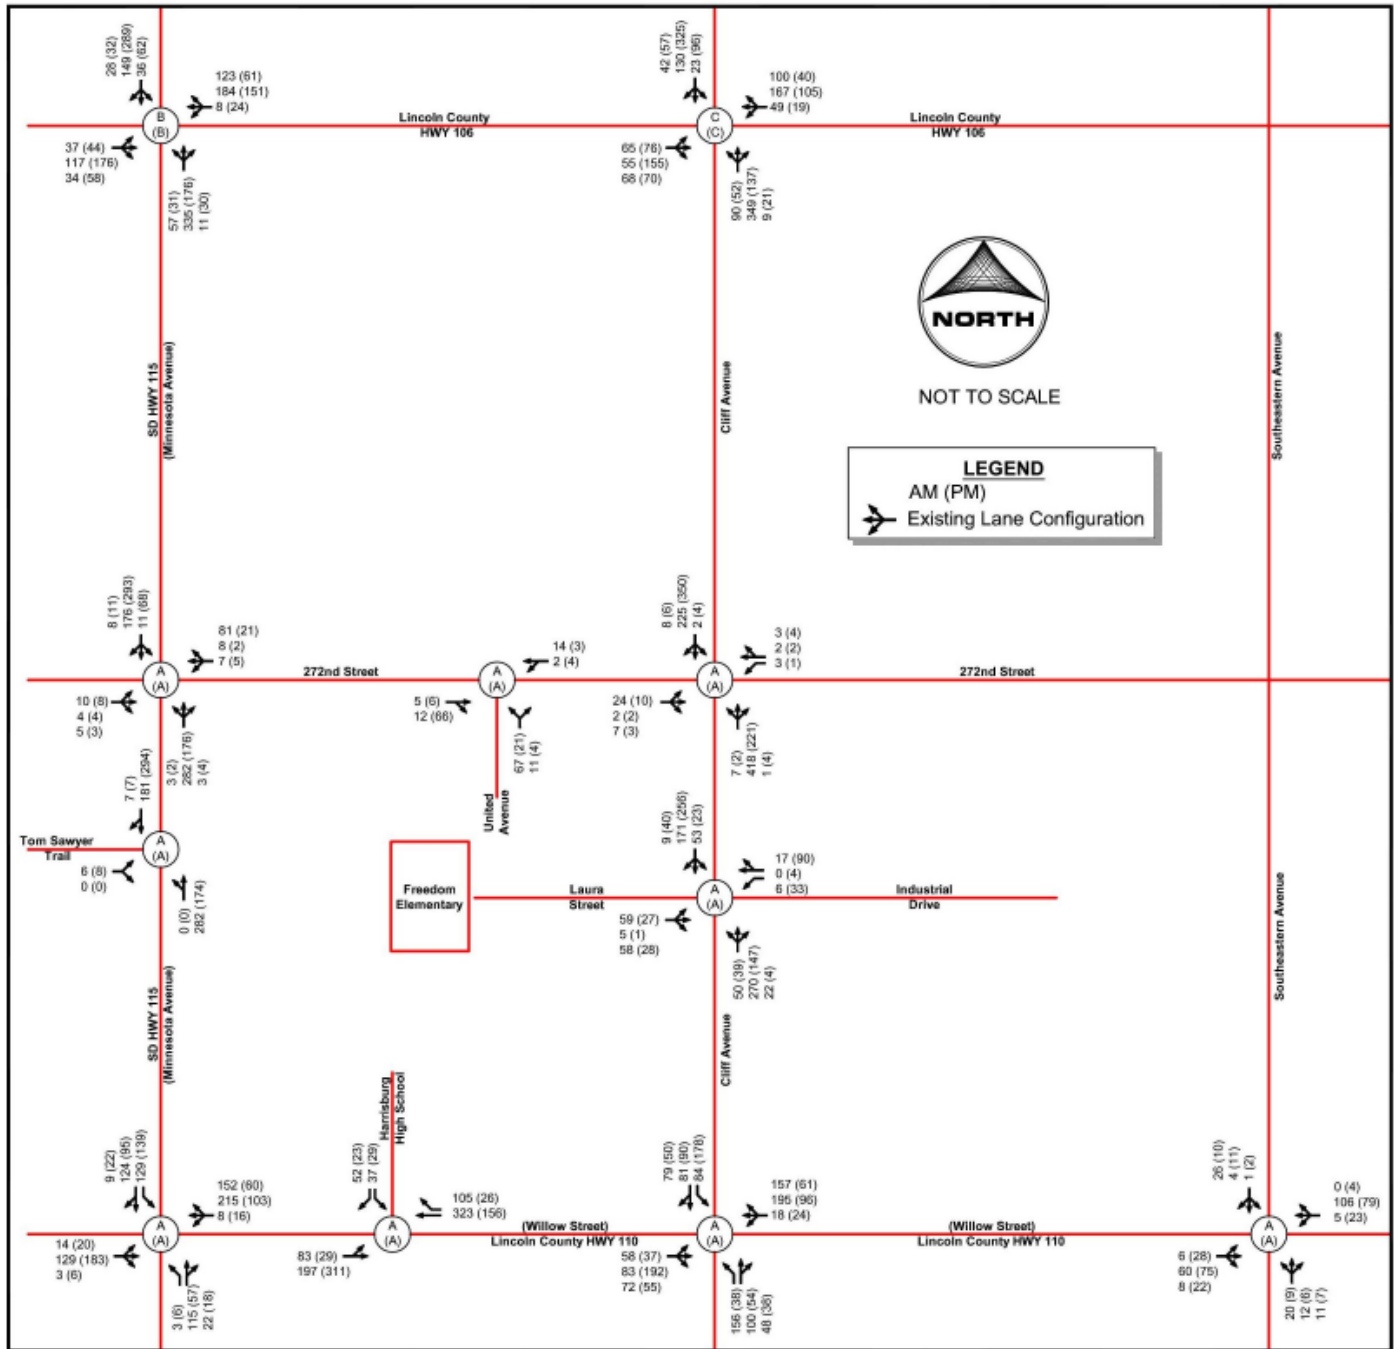 28 (32)
149 (289)
36 (62)
123 (61)
184 (151)
8 (24)
B
(B)
37 (44)
117 (176)
34 (58)
57 (31)
335 (176)
11 (30)
Lincoln County
HWY 106
42 (57)
130 (325)
23 (96)
100 (40)
167 (105)
49 (19)
C
(C)
65 (76)
55 (155)
68 (70)
90 (52)
349 (137)
9 (21)
Lincoln County
HWY 106
NORTH
NOT TO SCALE
LEGEND
AM (PM)
Existing Lane Configuration
SD HWY 115
(Minnesota Avenue)
Cliff Avenue
Southeastern Avenue
8 (11)
176 (293)
11 (68)
81 (21)
8 (2)
7 (5)
A
(A)
10 (8)
4 (4)
5 (3)
3 (2)
282 (176)
3 (4)
272nd Street
14 (3)
2 (4)
A
(A)
5 (6)
12 (66)
67 (21)
11 (4)
United
Avenue
8 (6)
225 (350)
2 (4)
3 (4)
2 (2)
3 (1)
A
(A)
24 (10)
2 (2)
7 (3)
7 (2)
418 (221)
1 (4)
272nd Street
7 (7)
181 (294)
Tom Sawyer
Trail
A
(A)
6 (8)
0 (0)
0 (0)
282 (174)
Freedom
Elementary
Laura
Street
9 (40)
171 (256)
53 (23)
17 (90)
0 (4)
6 (33)
A
(A)
59 (27)
5 (1)
58 (28)
50 (39)
270 (147)
22 (4)
Industrial
Drive
SD HWY 115
(Minnesota Avenue)
Cliff Avenue
Southeastern Avenue
Harrisburg
High School
9 (22)
124 (95)
129 (139)
152 (60)
215 (103)
8 (16)
A
(A)
14 (20)
129 (183)
3 (6)
3 (6)
115 (57)
22 (18)
52 (23)
37 (29)
105 (26)
323 (156)
A
(A)
83 (29)
197 (311)
(Willow Street)
Lincoln County HWY 110
79 (50)
81 (90)
84 (178)
157 (61)
195 (96)
18 (24)
A
(A)
58 (37)
83 (192)
72 (55)
156 (38)
100 (54)
48 (38)
(Willow Street)
Lincoln County HWY 110
26 (10)
4 (11)
1 (2)
0 (4)
106 (79)
5 (23)
A
(A)
6 (28)
60 (75)
8 (22)
20 (9)
12 (6)
11 (7)